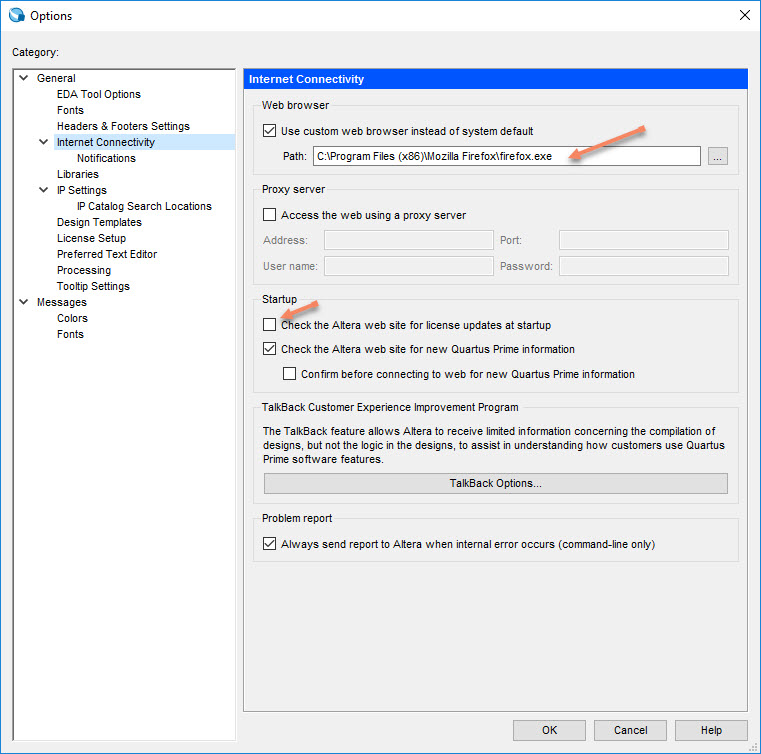 Options
Category:
General
EDA Tool Options
Fonts
Headers & Footers Settings
Internet Connectivity
Notifications
Libraries
IP Settings
IP Catalog Search Locations
Design Templates
License Setup
Preferred Text Editor
Processing
Tooltip Settings
Messages
Colors
Fonts
Internet Connectivity
Web browser
Use custom web browser instead of system default
Path: C:\Program Files (x86)\Mozilla Firefox\firefox.exe ...
Proxy server
Access the web using a proxy server
Address: Port:
User name: Password:
Startup
Check the Altera web site for license updates at startup
Check the Altera web site for new Quartus Prime information
Confirm before connecting to web for new Quartus Prime information
TalkBack Customer Experience Improvement Program
The TalkBack feature allows Altera to receive limited information concerning the compilation of
designs, but not the logic in the designs, to assist in understanding how customers use Quartus
Prime software features.
TalkBack Options...
Problem report
Always send report to Altera when internal error occurs (command-line only)
OK Cancel Help